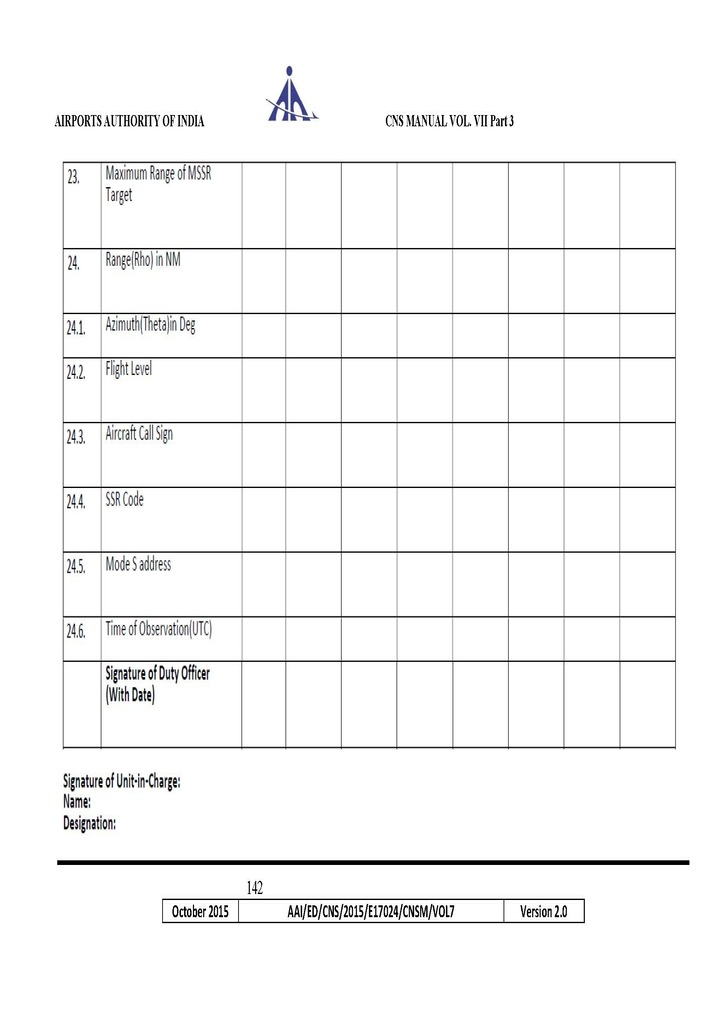 AIRPORTS AUTHORITY OF INDIA CNS MANUAL VOL. VII Part 3
23. Maximum Range of MSSR
Target
24. Range(Rho) in NM
24.1. Azimuth(Theta)in Deg
24.2. Flight Level
24.3. Aircraft Call Sign
24.4. SSR Code
24.5. Mode S address
24.6. Time of Observation(UTC)
Signature of Duty Officer
(With Date)
Signature of Unit-in-Charge:
Name:
Designation:
142
October 2015 AAI/ED/CNS/2015/E17024/CNSM/VOL7 Version 2.0